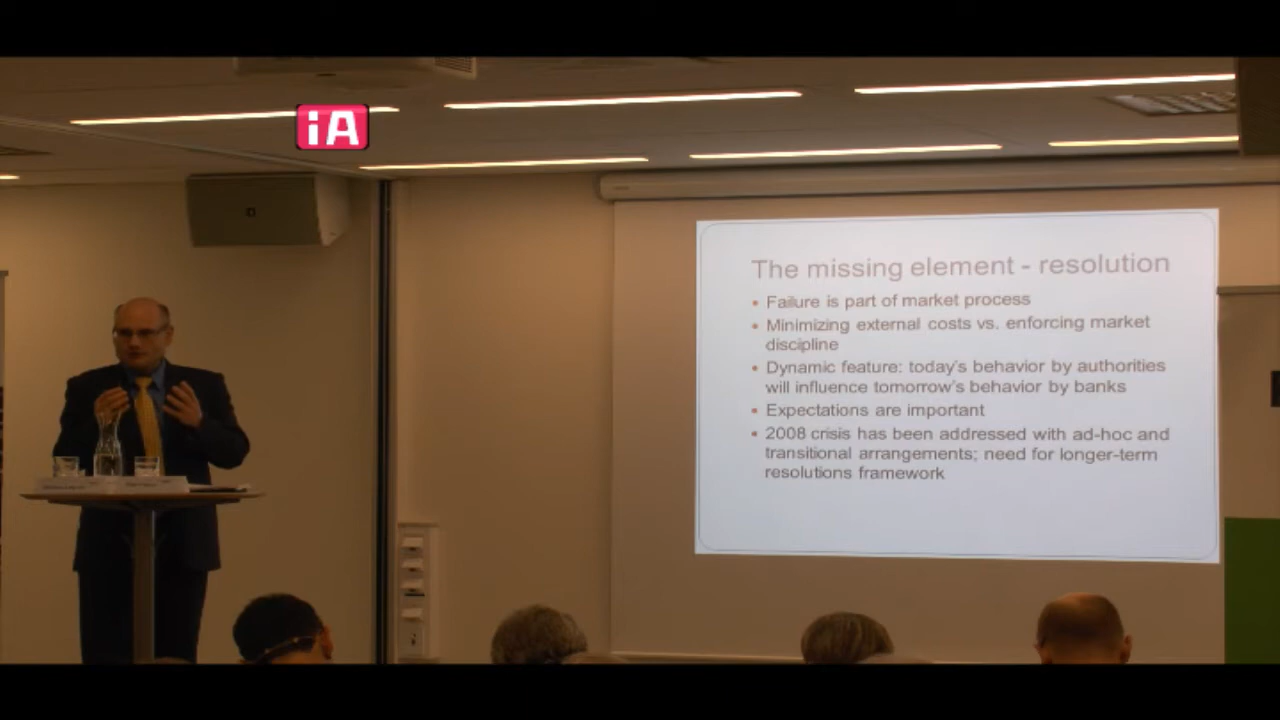 iA
The missing element - resolution
• Failure is part of market process
• Minimizing external costs vs. enforcing market
discipline
• Dynamic feature: today's behavior by authorities
will influence tomorrow's behavior by banks
• Expectations are important
• 2008 crisis has been addressed with ad-hoc and
transitional arrangements; need for longer-term
resolutions framework